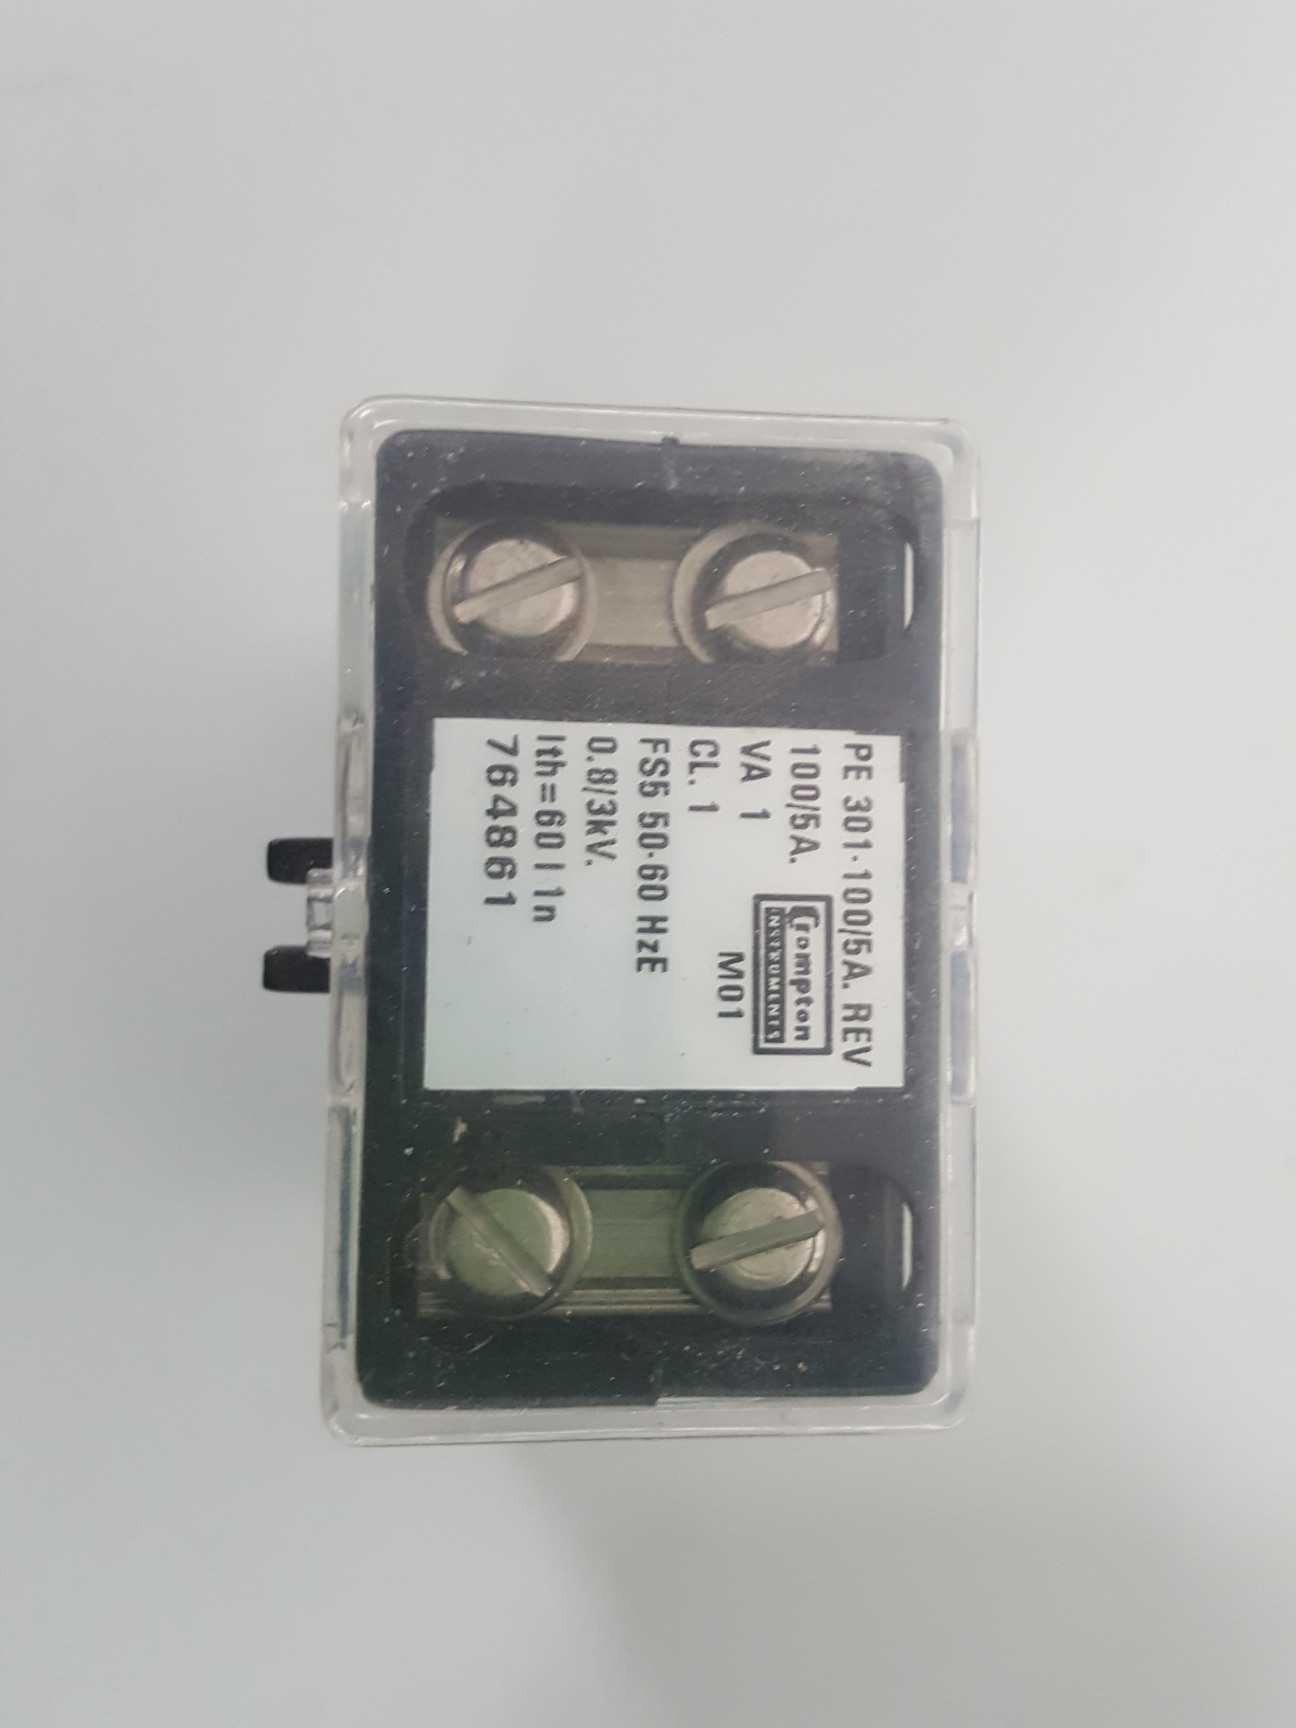 PE 301·100/5A. REV
100/5A.
Crompton
INSTRUMENTS
VA 1
M01
CL. 1
FS5 50·60 HzE
0.8/3kV.
Ith=60 I 1n
764861